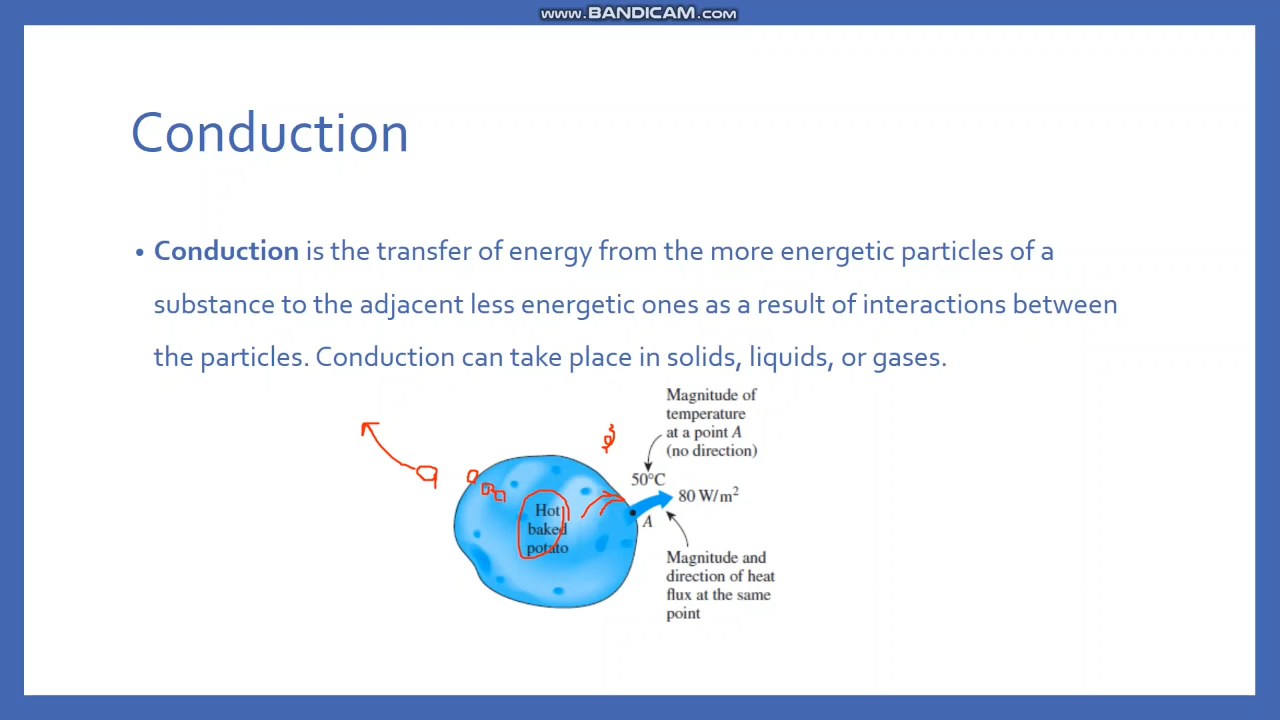 www.BANDICAM.com
Conduction
• Conduction is the transfer of energy from the more energetic particles of a
substance to the adjacent less energetic ones as a result of interactions between
the particles. Conduction can take place in solids, liquids, or gases.
Magnitude of
temperature
at a point A
(no direction)
50°C
80 W/m²
A
Hot
baked
potato
Magnitude and
direction of heat
flux at the same
point